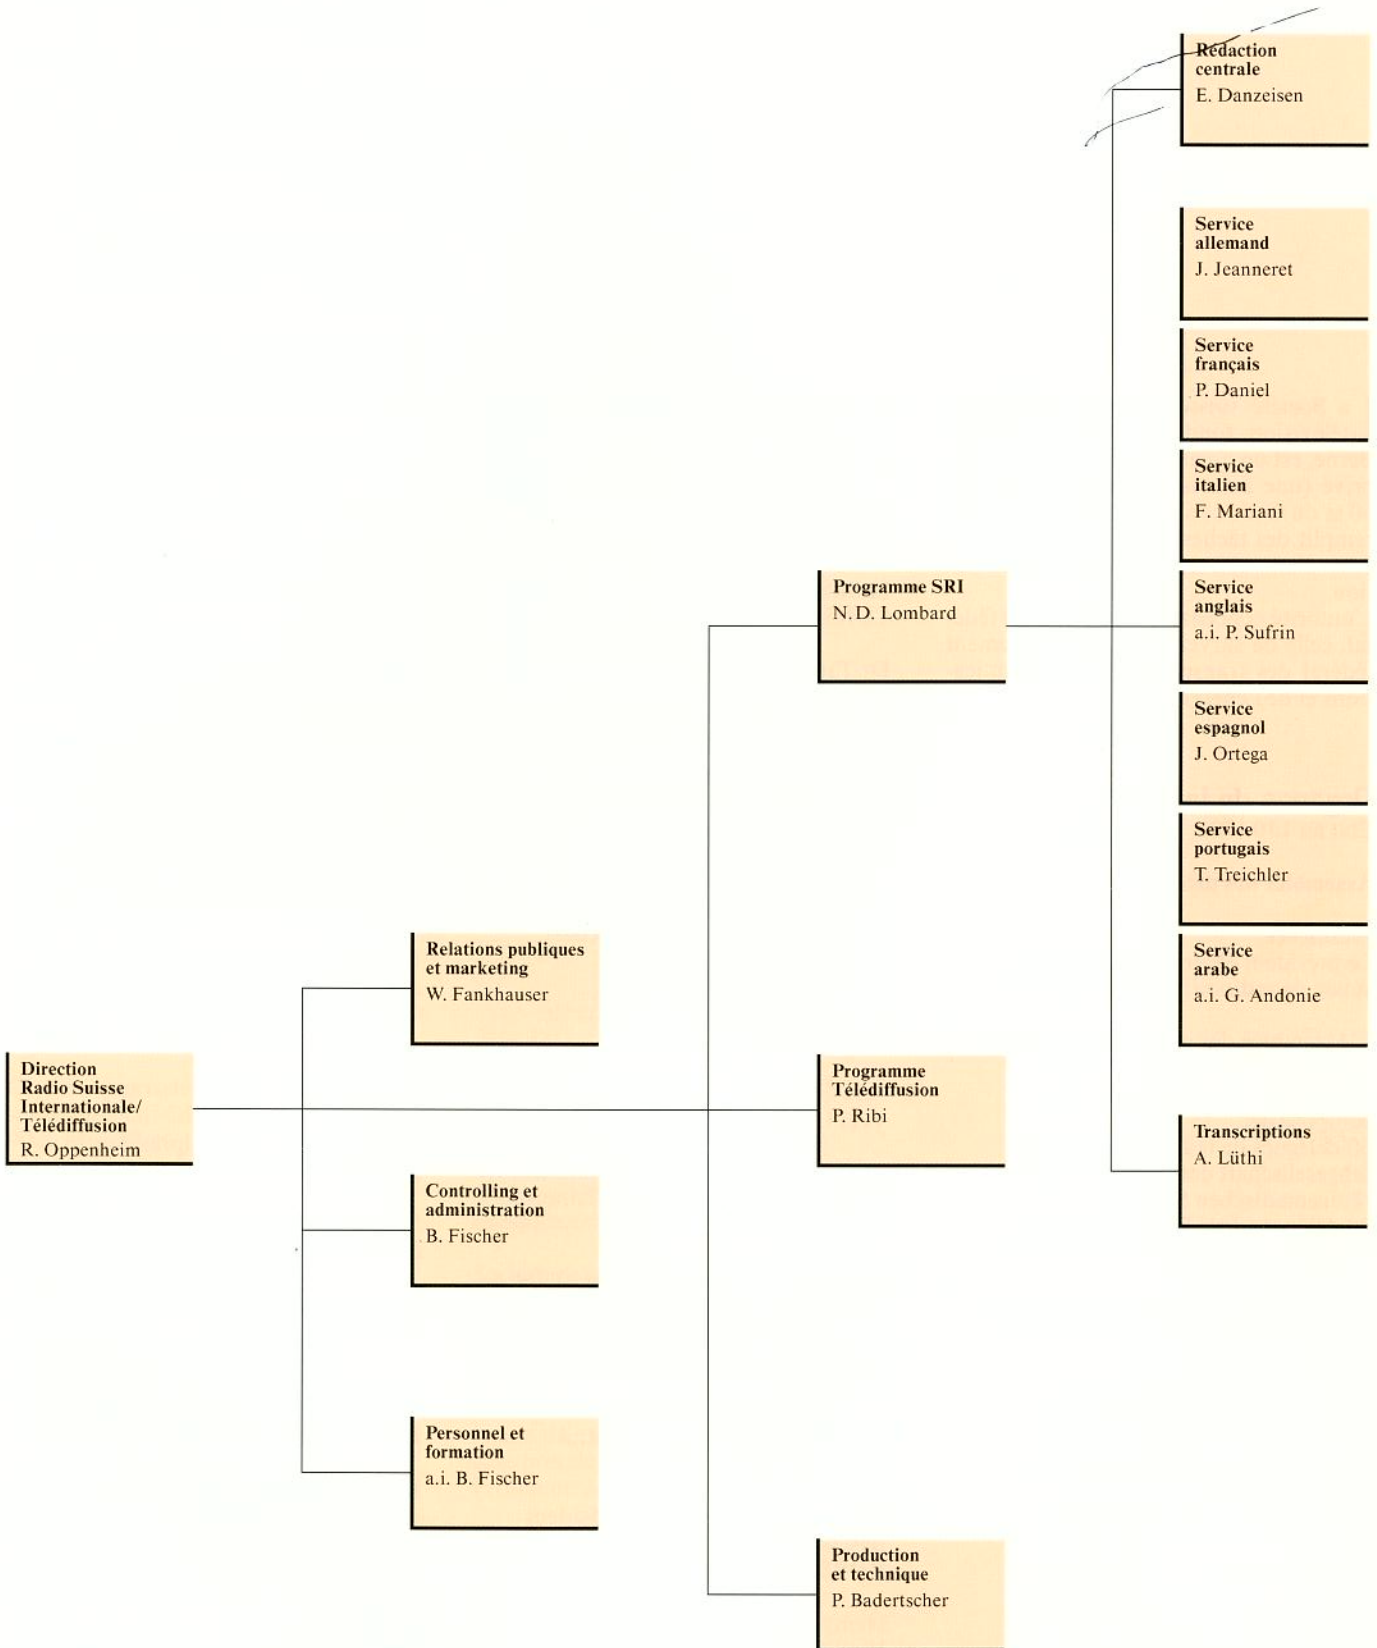 Rédaction
centrale
E. Danzeisen
Service
allemand
J. Jeanneret
Service
français
P. Daniel
Service
italien
F. Mariani
Programme SRI
N. D. Lombard
Service
anglais
a.i. P. Sufrin
Service
espagnol
J. Ortega
Service
portugais
T. Treichler
Relations publiques
et marketing
W. Fankhauser
Service
arabe
a.i. G. Andonie
Direction
Radio Suisse
Internationale/
Télédiffusion
R. Oppenheim
Programme
Télédiffusion
P. Ribi
Transcriptions
A. Lüthi
Controlling et
administration
B. Fischer
Personnel et
formation
a.i. B. Fischer
Production
et technique
P. Badertscher